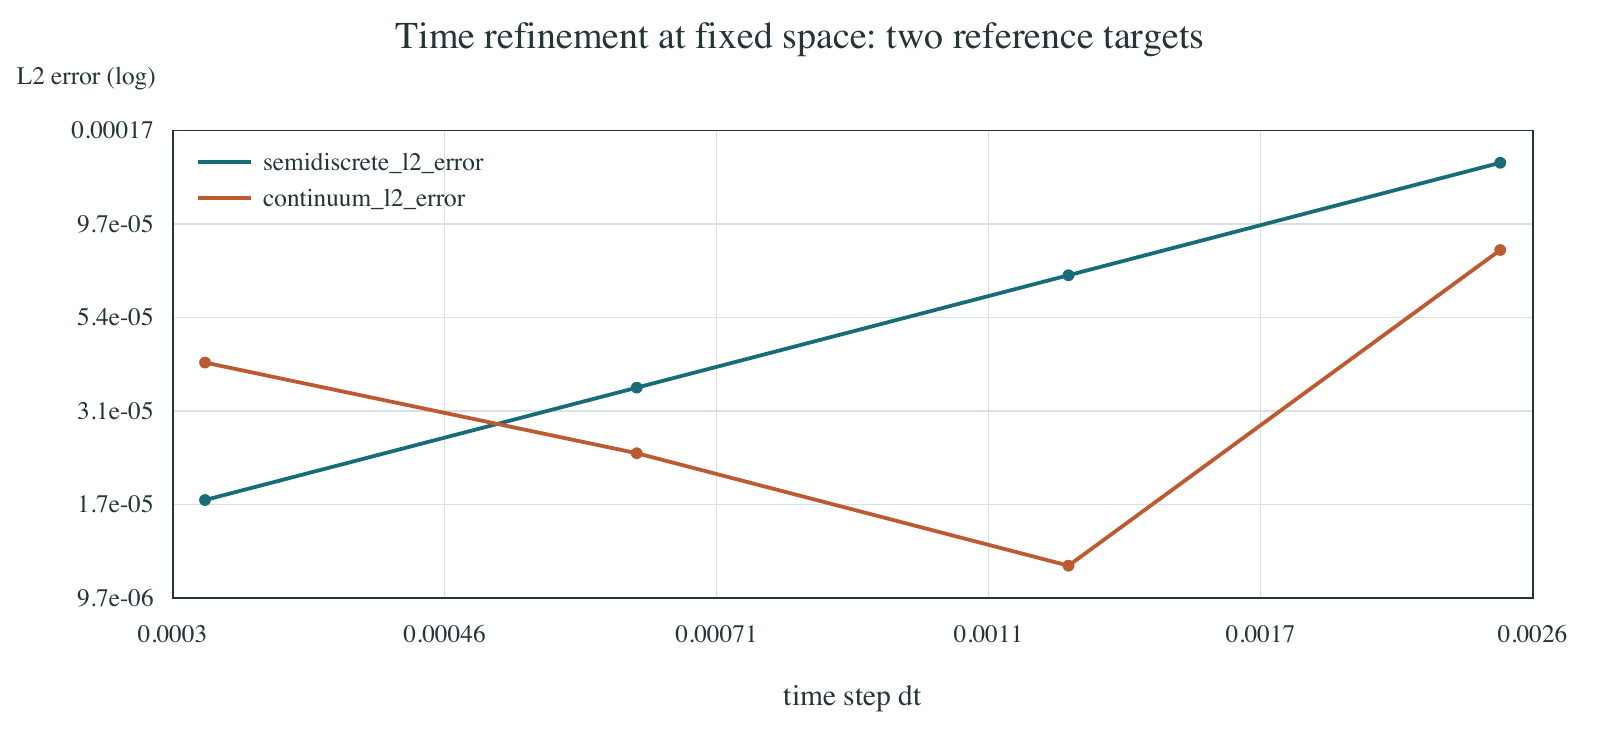 Time refinement at fixed space: two reference targets
L2 error (log)
0.00017
9.7e-05
5.4e-05
3.1e-05
1.7e-05
9.7e-06
semidiscrete_l2_error
continuum_l2_error
0.0003 0.00046 0.00071 0.0011 0.0017 0.0026
time step dt